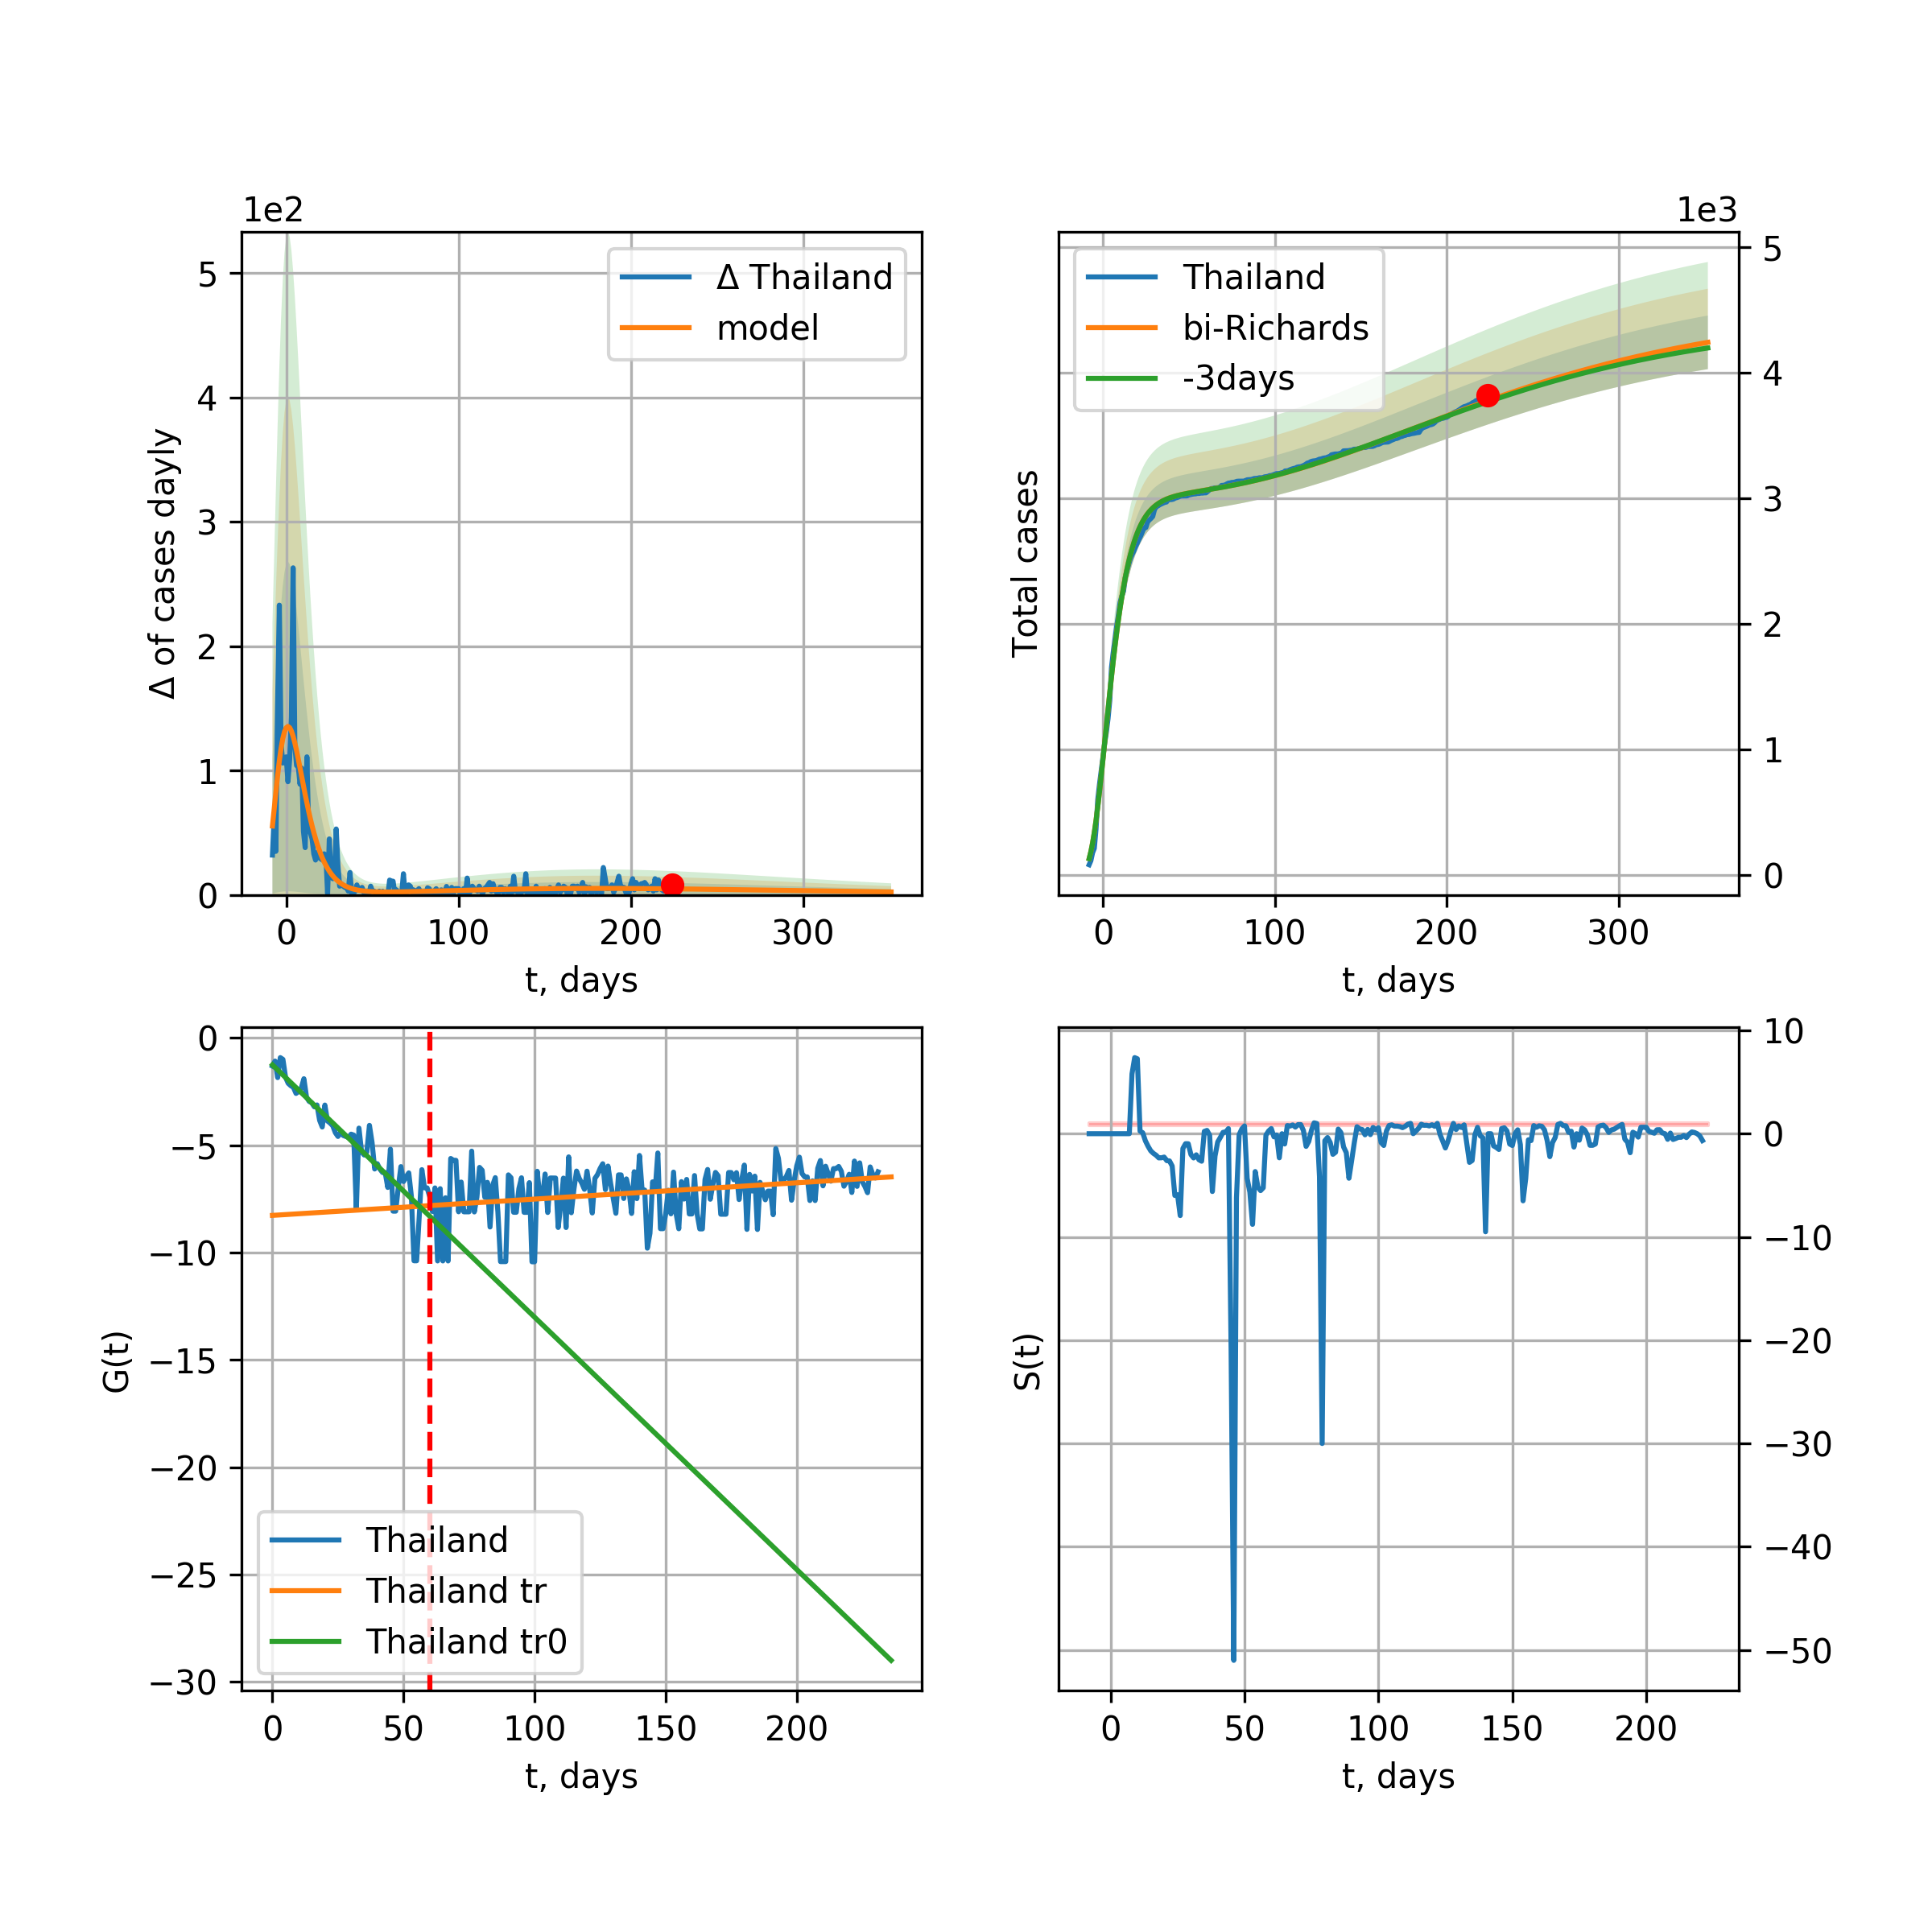 1e2
Δ of cases dayly
5
4
3
2
1
0
0 100 200 300
t, days
Δ Thailand
model
1e3
Total cases
5
4
3
2
1
0
0 100 200 300
t, days
Thailand
bi-Richards
-3days
G(t)
0
−5
−10
−15
−20
−25
−30
0 50 100 150 200
t, days
Thailand
Thailand tr
Thailand tr0
S(t)
10
0
−10
−20
−30
−40
−50
0 50 100 150 200
t, days